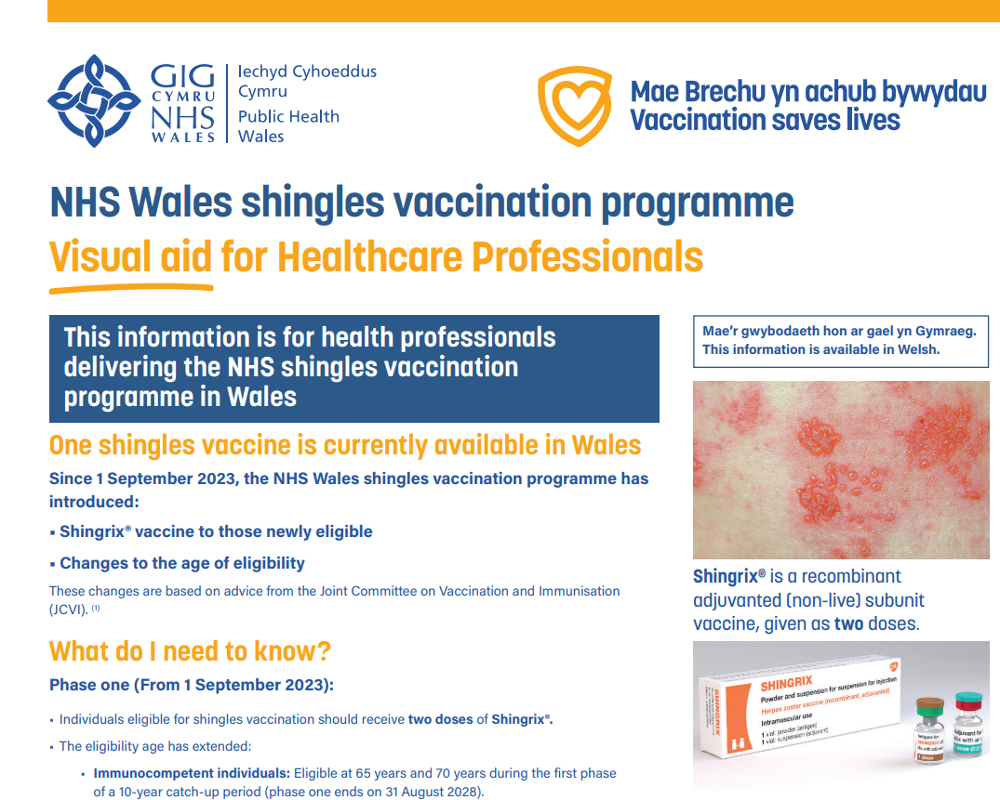 GIG
CYMRU
NHS
WALES
Iechyd Cyhoeddus
Cymru
Public Health
Wales
Mae Brechu yn achub bywydau
Vaccination saves lives
NHS Wales shingles vaccination programme
Visual aid for Healthcare Professionals
This information is for health professionals
delivering the NHS shingles vaccination
programme in Wales
One shingles vaccine is currently available in Wales
Since 1 September 2023, the NHS Wales shingles vaccination programme has
introduced:
▪ Shingrix® vaccine to those newly eligible
▪ Changes to the age of eligibility
These changes are based on advice from the Joint Committee on Vaccination and Immunisation
(JCVI). (1)
What do I need to know?
Phase one (From 1 September 2023):
▪ Individuals eligible for shingles vaccination should receive two doses of Shingrix®.
▪ The eligibility age has extended:
▪ Immunocompetent individuals: Eligible at 65 years and 70 years during the first phase
of a 10-year catch-up period (phase one ends on 31 August 2028).
Mae'r gwybodaeth hon ar gael yn Gymraeg.
This information is available in Welsh.
Shingrix® is a recombinant
adjuvanted (non-live) subunit
vaccine, given as two doses.
SHINGRIX
Powder and suspension for suspension for injection
Herpes zoster vaccine (recombinant, adjuvanted)
Intramuscular use
1 vial: powder (antigen)
1 vial: suspension (adjuvant)
gsk
SHINGRIX
Antigen for
SHINGRIX
1 dose
Adjuvant for